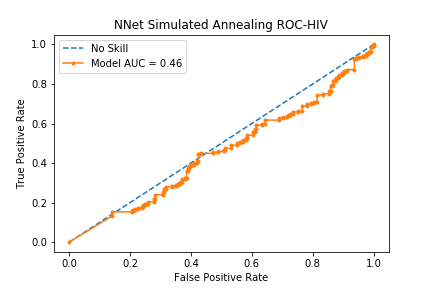 NNet Simulated Annealing ROC-HIV
No Skill
Model AUC = 0.46
True Positive Rate
1.0
0.8
0.6
0.4
0.2
0.0
0.0 0.2 0.4 0.6 0.8 1.0
False Positive Rate